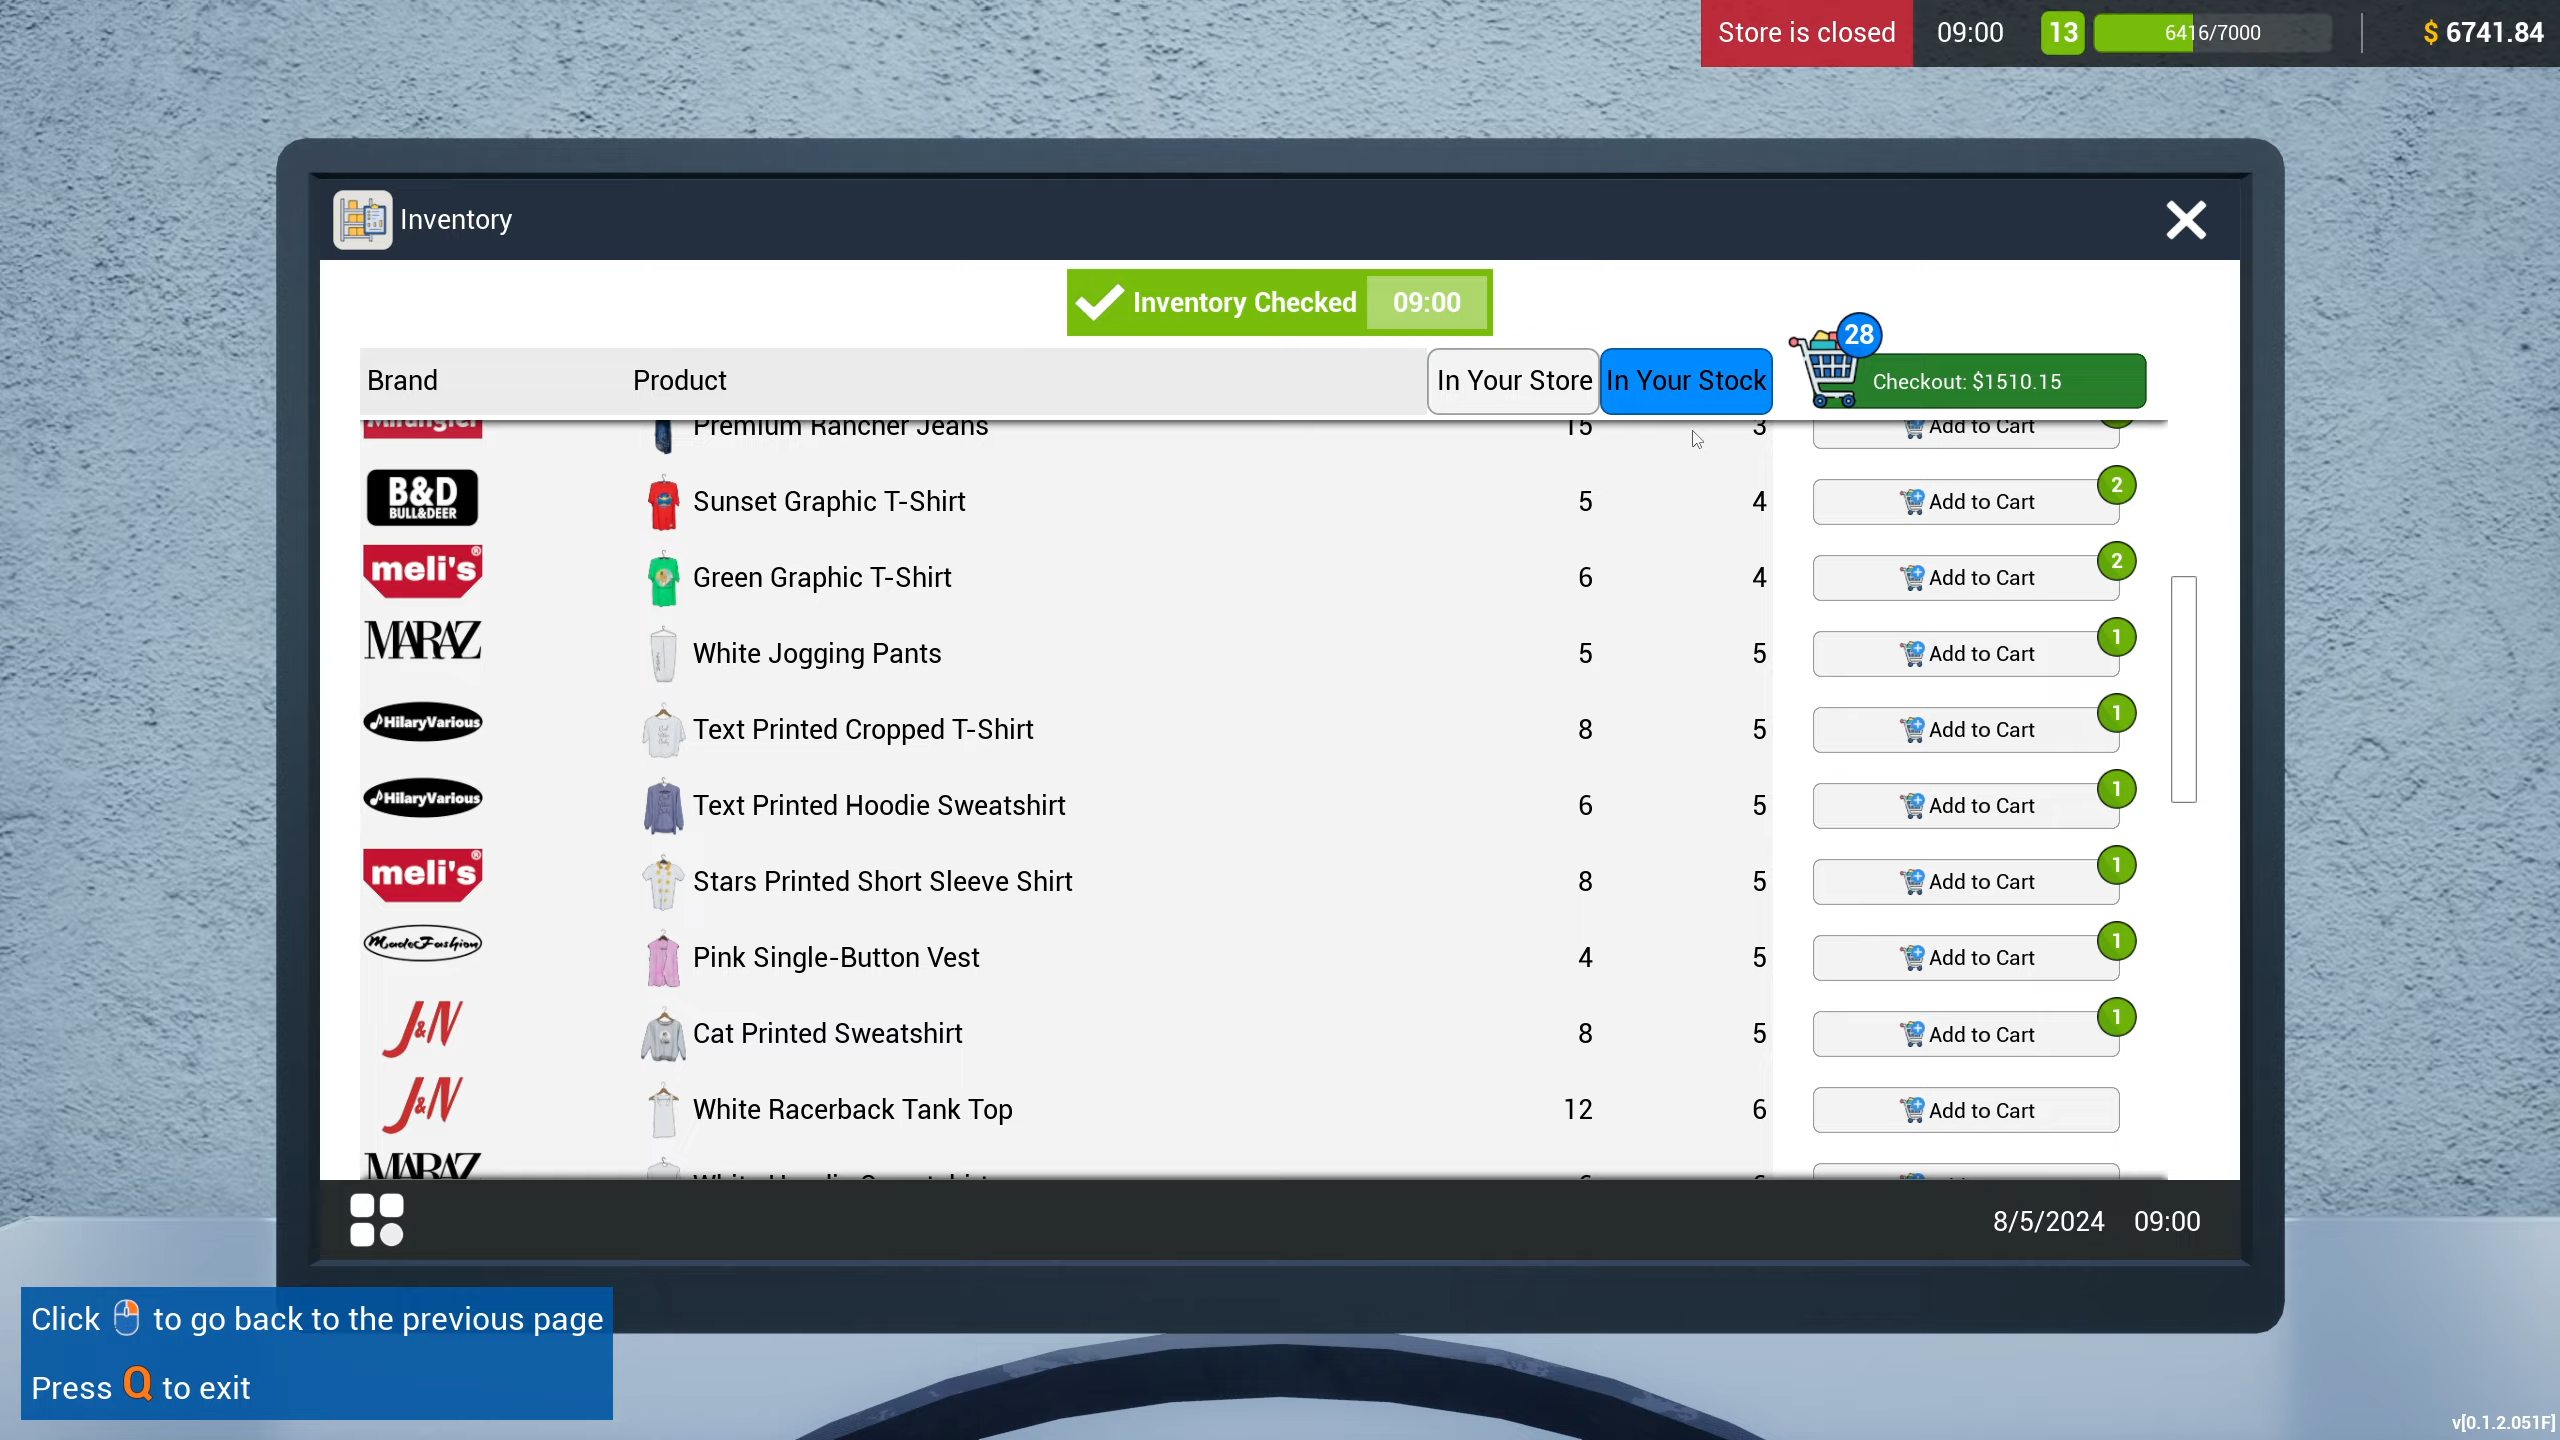 Store is closed 09:00 13 6416/7000 $ 6741.84
Inventory
Inventory Checked 09:00
28
Brand Product In Your Store In Your Stock Checkout: $1510.15
Premium Rancher Jeans 15 3 Add to Cart
B&D BULL&DEER Sunset Graphic T-Shirt 5 4 Add to Cart 2
meli's® Green Graphic T-Shirt 6 4 Add to Cart 2
MARAZ White Jogging Pants 5 5 Add to Cart 1
HilaryVarious Text Printed Cropped T-Shirt 8 5 Add to Cart 1
HilaryVarious Text Printed Hoodie Sweatshirt 6 5 Add to Cart 1
meli's® Stars Printed Short Sleeve Shirt 8 5 Add to Cart 1
MadeFashion Pink Single-Button Vest 4 5 Add to Cart 1
J&N Cat Printed Sweatshirt 8 5 Add to Cart 1
J&N White Racerback Tank Top 12 6 Add to Cart
MARAZ
8/5/2024 09:00
Click to go back to the previous page
Press Q to exit
v[0.1.2.051F]